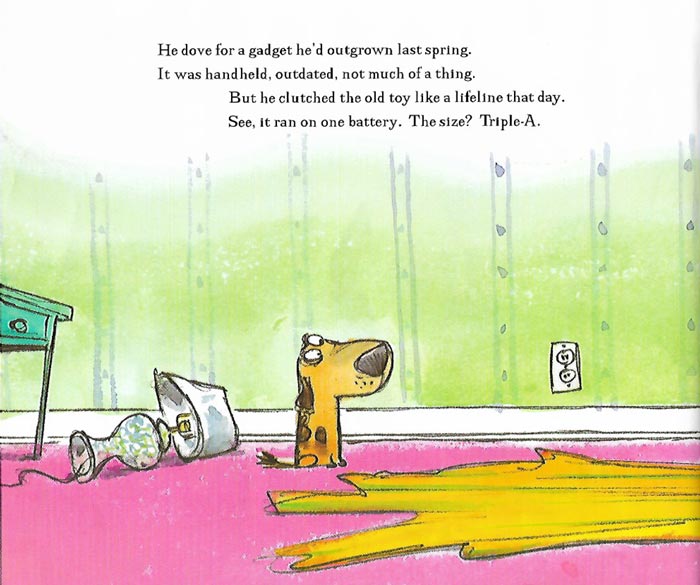 He dove for a gadget he'd outgrown last spring.
It was handheld, outdated, not much of a thing.
But he clutched the old toy like a lifeline that day.
See, it ran on one battery. The size? Triple-A.